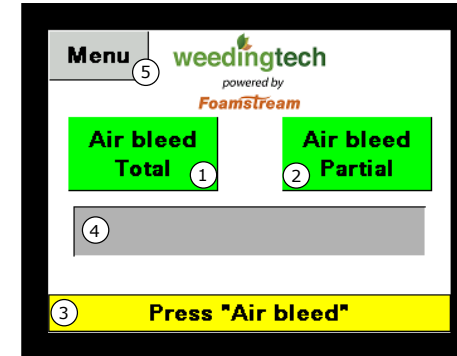 Menu
5
weedingtech
powered by
Foamstream
Air bleed
Total
1
Air bleed
2
Partial
4
3
Press "Air bleed"